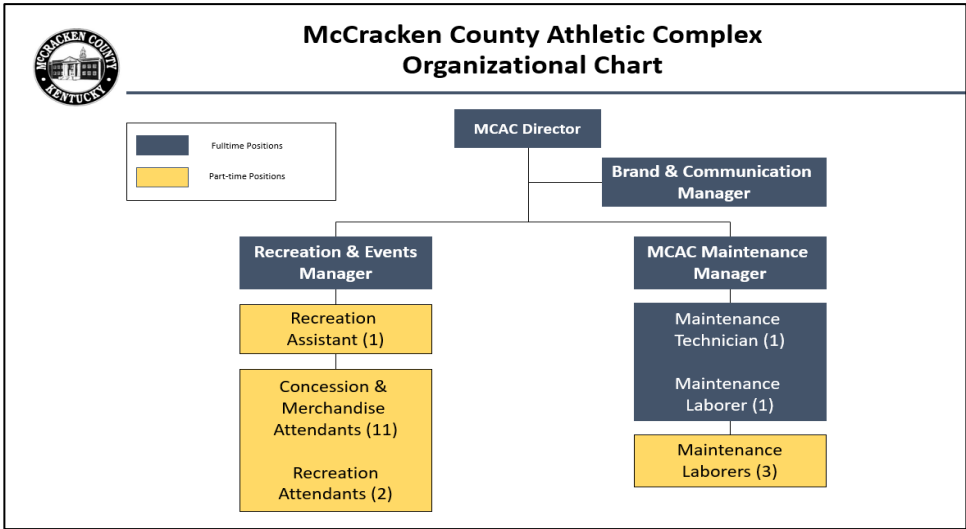 McCracken County Athletic Complex
Organizational Chart
McCRACKEN COUNTY
KENTUCKY
Fulltime Positions
Part-time Positions
MCAC Director
Brand & Communication
Manager
Recreation & Events
Manager
MCAC Maintenance
Manager
Recreation
Assistant (1)
Maintenance
Technician (1)
Maintenance
Laborer (1)
Concession &
Merchandise
Attendants (11)
Recreation
Attendants (2)
Maintenance
Laborers (3)